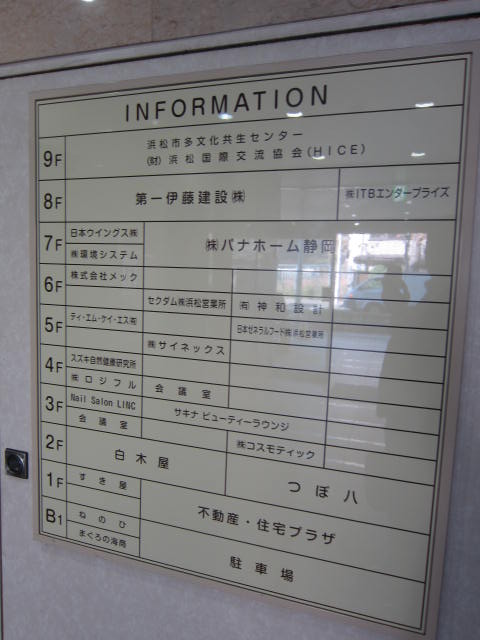 INFORMATION
9F
浜松市多文化共生センター
(財)浜松国際交流協会(HICE)
8F
第一伊藤建設㈱
㈱ITBエンタープライズ
7F
日本ウイングス㈱
㈱環境システム
㈱パナホーム静岡
6F
株式会社メック
セクダム㈱浜松営業所
㈲神和設計
5F
ティ・エム・ケイ・エス㈲
㈱サイネックス
日本ゼネラルフード㈱浜松営業所
4F
スズキ自然健康研究所
㈱ロジフル
会議室
3F
Nail Salon LINC
会議室
サキナ ビューティーラウンジ
㈱コスモティック
2F
白木屋
つぼ八
1F
すき屋
不動産・住宅プラザ
B1
ねのひ
まぐろの海商
駐車場